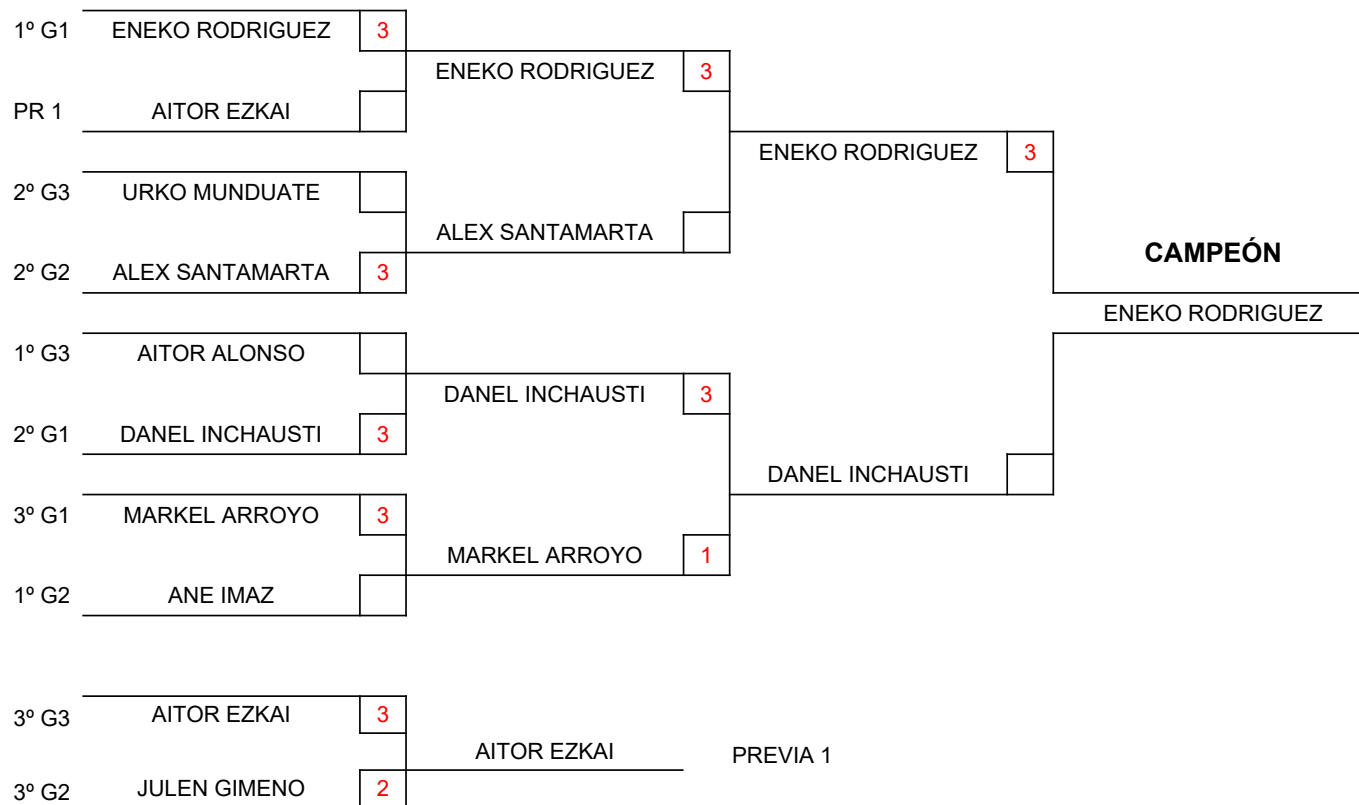 1º G1 ENEKO RODRIGUEZ 3
ENEKO RODRIGUEZ 3
PR 1 AITOR EZKAI
ENEKO RODRIGUEZ 3
2º G3 URKO MUNDUATE
ALEX SANTAMARTA
CAMPEÓN
2º G2 ALEX SANTAMARTA 3
ENEKO RODRIGUEZ
1º G3 AITOR ALONSO
DANEL INCHAUSTI 3
2º G1 DANEL INCHAUSTI 3
DANEL INCHAUSTI
3º G1 MARKEL ARROYO 3
MARKEL ARROYO 1
1º G2 ANE IMAZ
3º G3 AITOR EZKAI 3
AITOR EZKAI PREVIA 1
3º G2 JULEN GIMENO 2